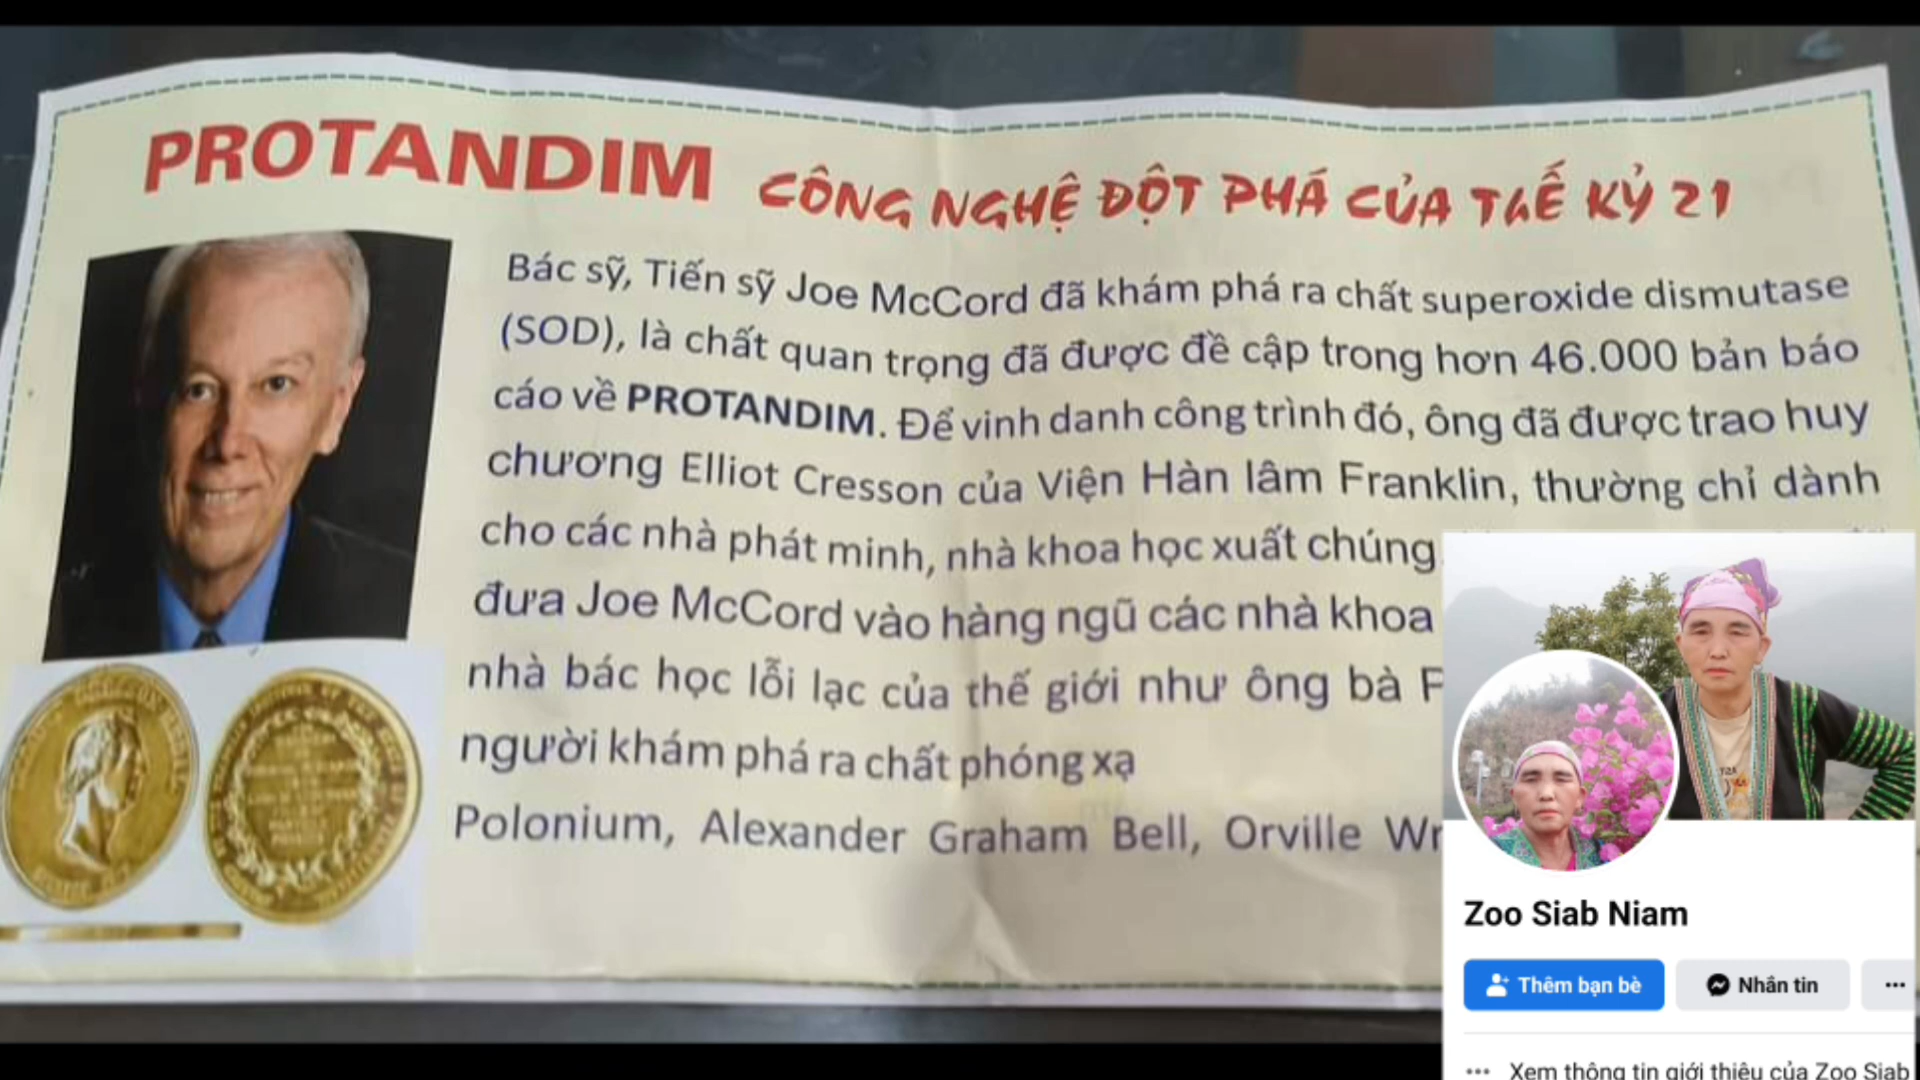 PROTANDIM CÔNG NGHỆ ĐỘT PHÁ CỦA THẾ KỶ 21
Bác sỹ, Tiến sỹ Joe McCord đã khám phá ra chất superoxide dismutase
(SOD), là chất quan trọng đã được đề cập trong hơn 46.000 bản báo
cáo về PROTANDIM. Để vinh danh công trình đó, ông đã được trao huy
chương Elliot Cresson của Viện Hàn lâm Franklin, thường chỉ dành
cho các nhà phát minh, nhà khoa học xuất chúng
đưa Joe McCord vào hàng ngũ các nhà khoa
nhà bác học lỗi lạc của thế giới như ông bà
người khám phá ra chất phóng xạ
Polonium, Alexander Graham Bell, Orville
Zoo Siab Niam
Thêm bạn bè
Nhắn tin
Xem thông tin giới thiệu của Zoo Siab